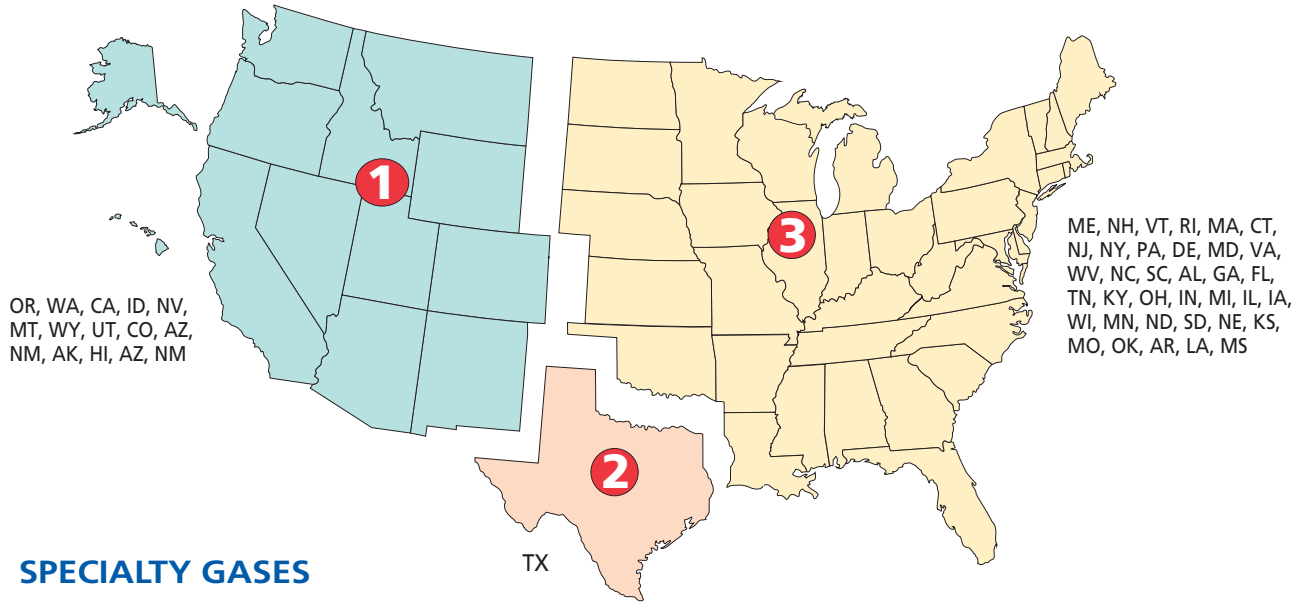 1
3
ME, NH, VT, RI, MA, CT,
NJ, NY, PA, DE, MD, VA,
WV, NC, SC, AL, GA, FL,
TN, KY, OH, IN, MI, IL, IA,
WI, MN, ND, SD, NE, KS,
MO, OK, AR, LA, MS
OR, WA, CA, ID, NV,
MT, WY, UT, CO, AZ,
NM, AK, HI, AZ, NM
2
TX
SPECIALTY GASES